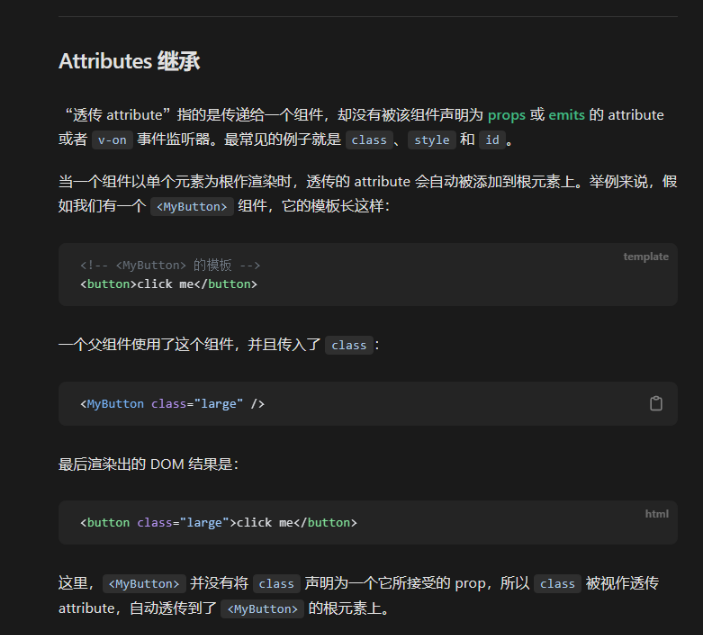 Attributes 继承
“透传 attribute”指的是传递给一个组件，却没有被该组件声明为 props 或 emits 的 attribute
或者 v-on 事件监听器。最常见的例子就是 class、style 和 id。
当一个组件以单个元素为根作渲染时，透传的 attribute 会自动被添加到根元素上。举例来说，假
如我们有一个 <MyButton> 组件，它的模板长这样：
template
<!-- <MyButton> 的模板 -->
<button>click me</button>
一个父组件使用了这个组件，并且传入了 class：
<MyButton class="large" />
最后渲染出的 DOM 结果是：
html
<button class="large">click me</button>
这里，<MyButton> 并没有将 class 声明为一个它所接受的 prop，所以 class 被视作透传
attribute，自动透传到了 <MyButton> 的根元素上。